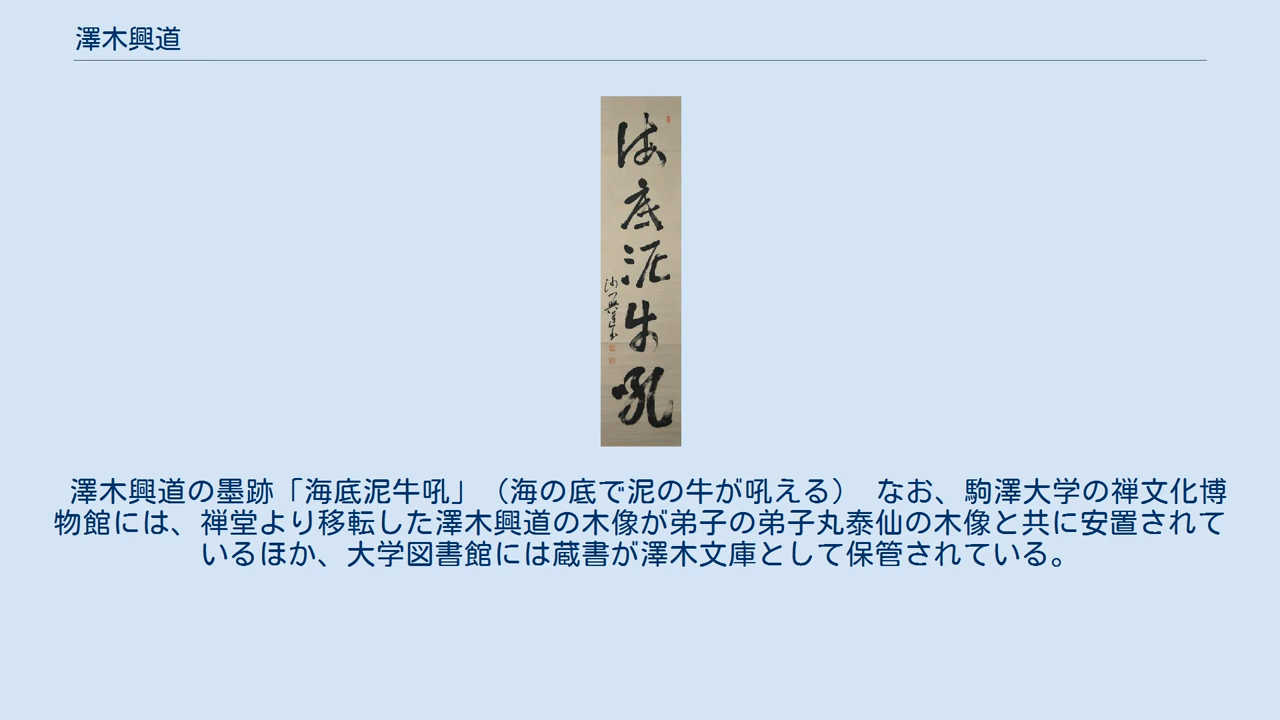 澤木興道
海底泥牛吼
沙門興道書
澤木興道の墨跡「海底泥牛吼」（海の底で泥の牛が吼える） なお、駒澤大学の禅文化博
物館には、禅堂より移転した澤木興道の木像が弟子の弟子丸泰仙の木像と共に安置されて
いるほか、大学図書館には蔵書が澤木文庫として保管されている。